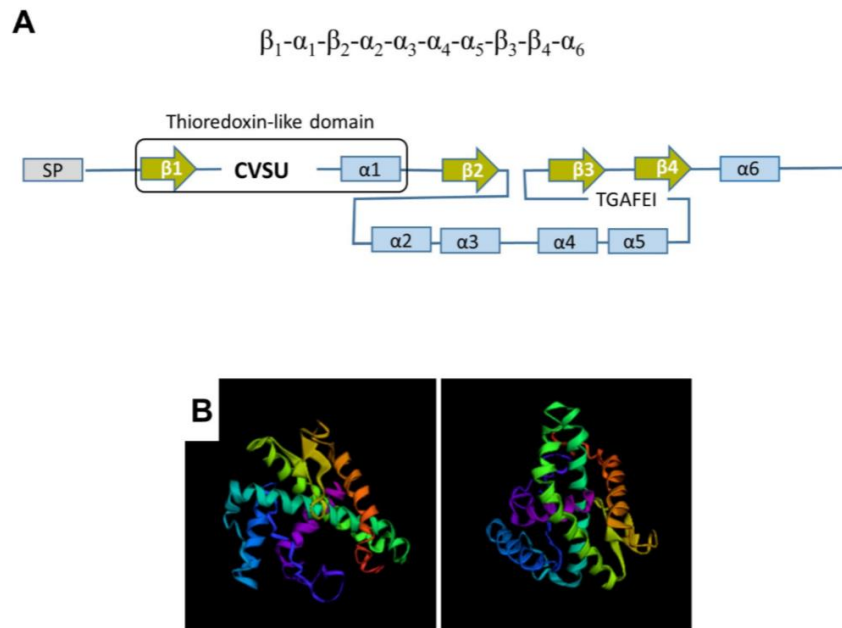 A
β₁-α₁-β₂-α₂-α₃-α₄-α₅-β₃-β₄-α₆
Thioredoxin-like domain
SP β1 CVSU α1 β2 β3 β4 α6
TGAFEI
α2 α3 α4 α5
B